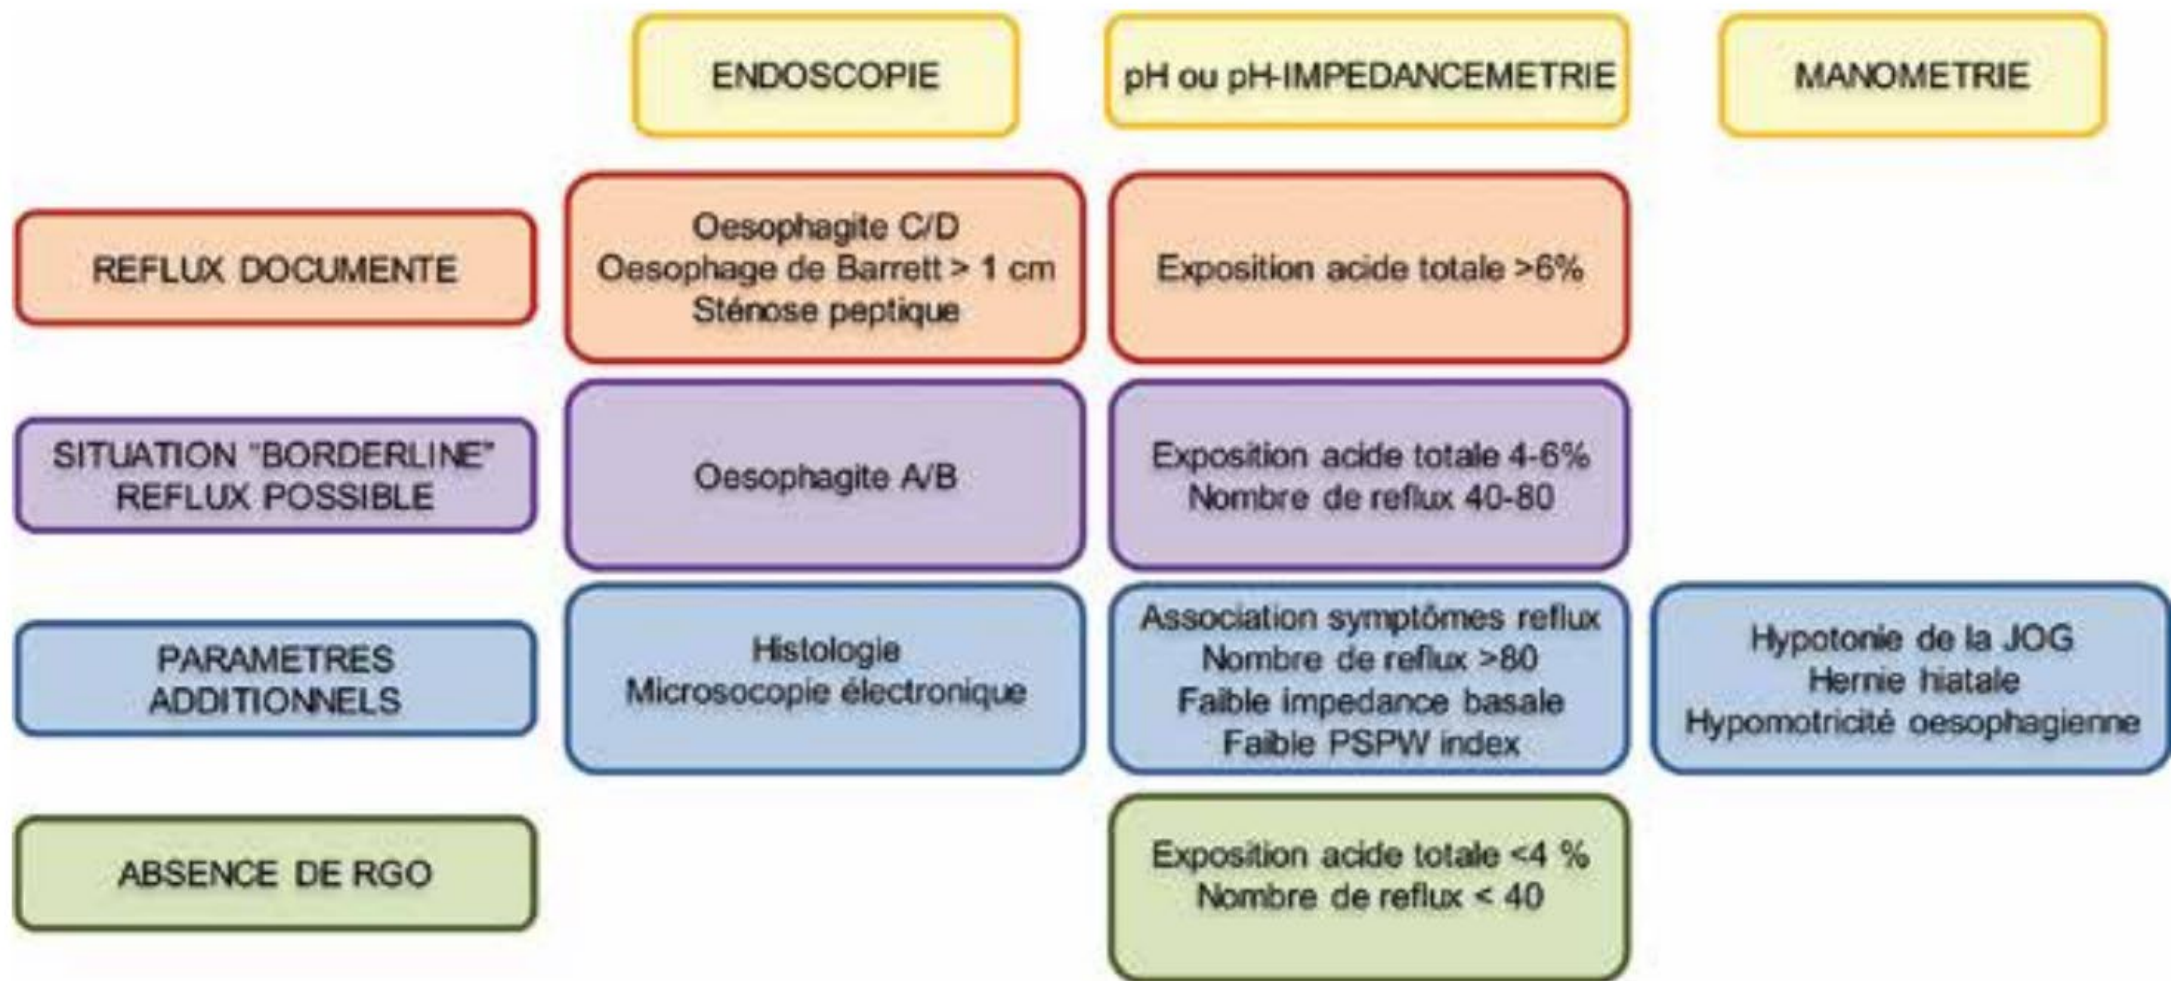 ENDOSCOPIE
pH ou pH-IMPEDANCEMETRIE
MANOMETRIE
REFLUX DOCUMENTE
Oesophagite C/D
Oesophage de Barrett > 1 cm
Sténose peptique
Exposition acide totale >6%
SITUATION "BORDERLINE"
REFLUX POSSIBLE
Oesophagite A/B
Exposition acide totale 4-6%
Nombre de reflux 40-80
PARAMETRES
ADDITIONNELS
Histologie
Microsocopie électronique
Association symptômes reflux
Nombre de reflux >80
Faible impedance basale
Faible PSPW index
Hypotonie de la JOG
Hernie hiatale
Hypomotricité oesophagienne
ABSENCE DE RGO
Exposition acide totale <4 %
Nombre de reflux < 40